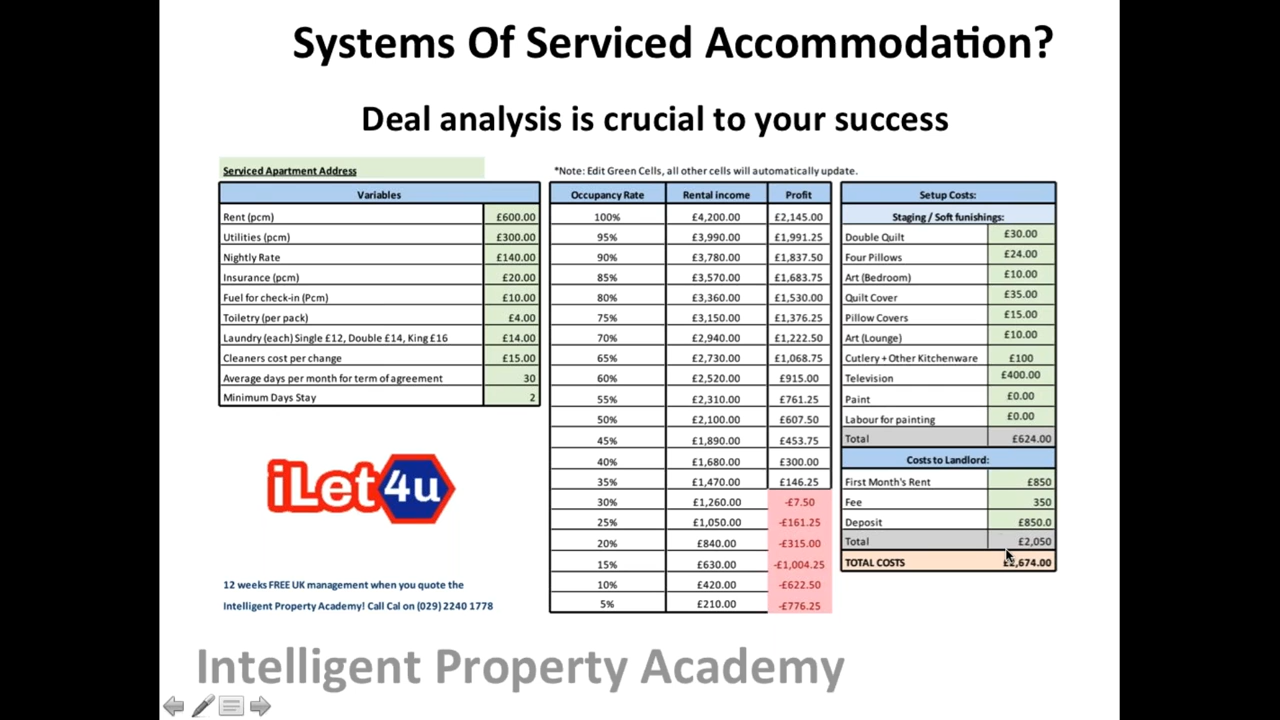 Systems Of Serviced Accommodation?
Deal analysis is crucial to your success
Serviced Apartment Address
*Note: Edit Green Cells, all other cells will automatically update.
Variables
Rent (pcm) £600.00
Utilities (pcm) £300.00
Nightly Rate £140.00
Insurance (pcm) £20.00
Fuel for check-in (Pcm) £10.00
Toiletry (per pack) £4.00
Laundry (each) Single £12, Double £14, King £16 £14.00
Cleaners cost per change £15.00
Average days per month for term of agreement 30
Minimum Days Stay 2
Occupancy Rate Rental income Profit
100% £4,200.00 £2,145.00
95% £3,990.00 £1,991.25
90% £3,780.00 £1,837.50
85% £3,570.00 £1,683.75
80% £3,360.00 £1,530.00
75% £3,150.00 £1,376.25
70% £2,940.00 £1,222.50
65% £2,730.00 £1,068.75
60% £2,520.00 £915.00
55% £2,310.00 £761.25
50% £2,100.00 £607.50
45% £1,890.00 £453.75
40% £1,680.00 £300.00
35% £1,470.00 £146.25
30% £1,260.00 -£7.50
25% £1,050.00 -£161.25
20% £840.00 -£315.00
15% £630.00 -£1,004.25
10% £420.00 -£622.50
5% £210.00 -£776.25
Setup Costs:
Staging / Soft furnishings:
Double Quilt £30.00
Four Pillows £24.00
Art (Bedroom) £10.00
Quilt Cover £35.00
Pillow Covers £15.00
Art (Lounge) £10.00
Cutlery + Other Kitchenware £100
Television £400.00
Paint £0.00
Labour for painting £0.00
Total £624.00
Costs to Landlord:
First Month's Rent £850
Fee 350
Deposit £850.0
Total £2,050
TOTAL COSTS £2,674.00
iLet4u
12 weeks FREE UK management when you quote the
Intelligent Property Academy! Call Cal on (029) 2240 1778
Intelligent Property Academy